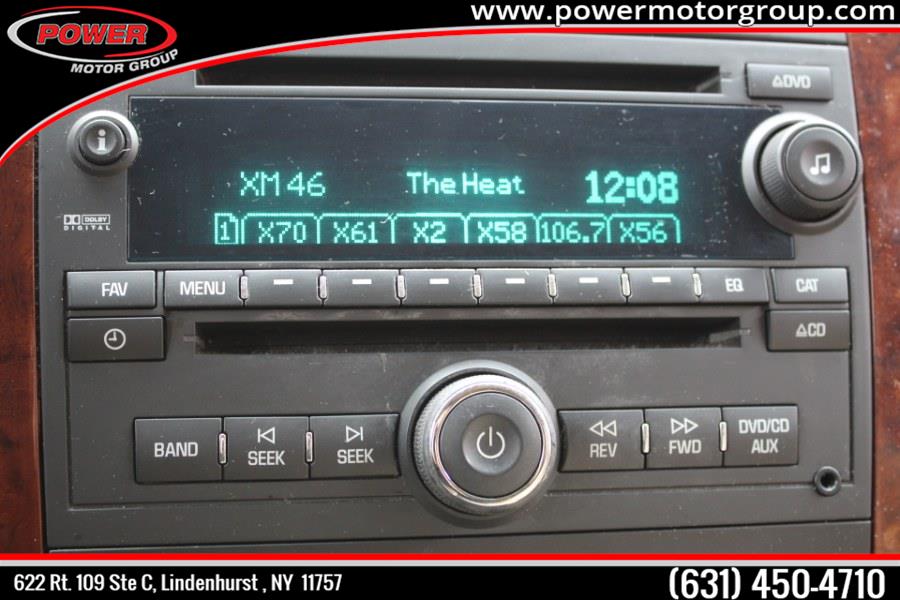 POWER
MOTOR GROUP
www.powermotorgroup.com
DVD
i
XM 46 The Heat 12:08
DOLBY
DIGITAL
1 X70 X61 X2 X58 106.7 X56
FAV MENU EQ CAT
CD
BAND SEEK SEEK REV FWD DVD/CD
AUX
622 Rt. 109 Ste C, Lindenhurst , NY 11757
(631) 450-4710